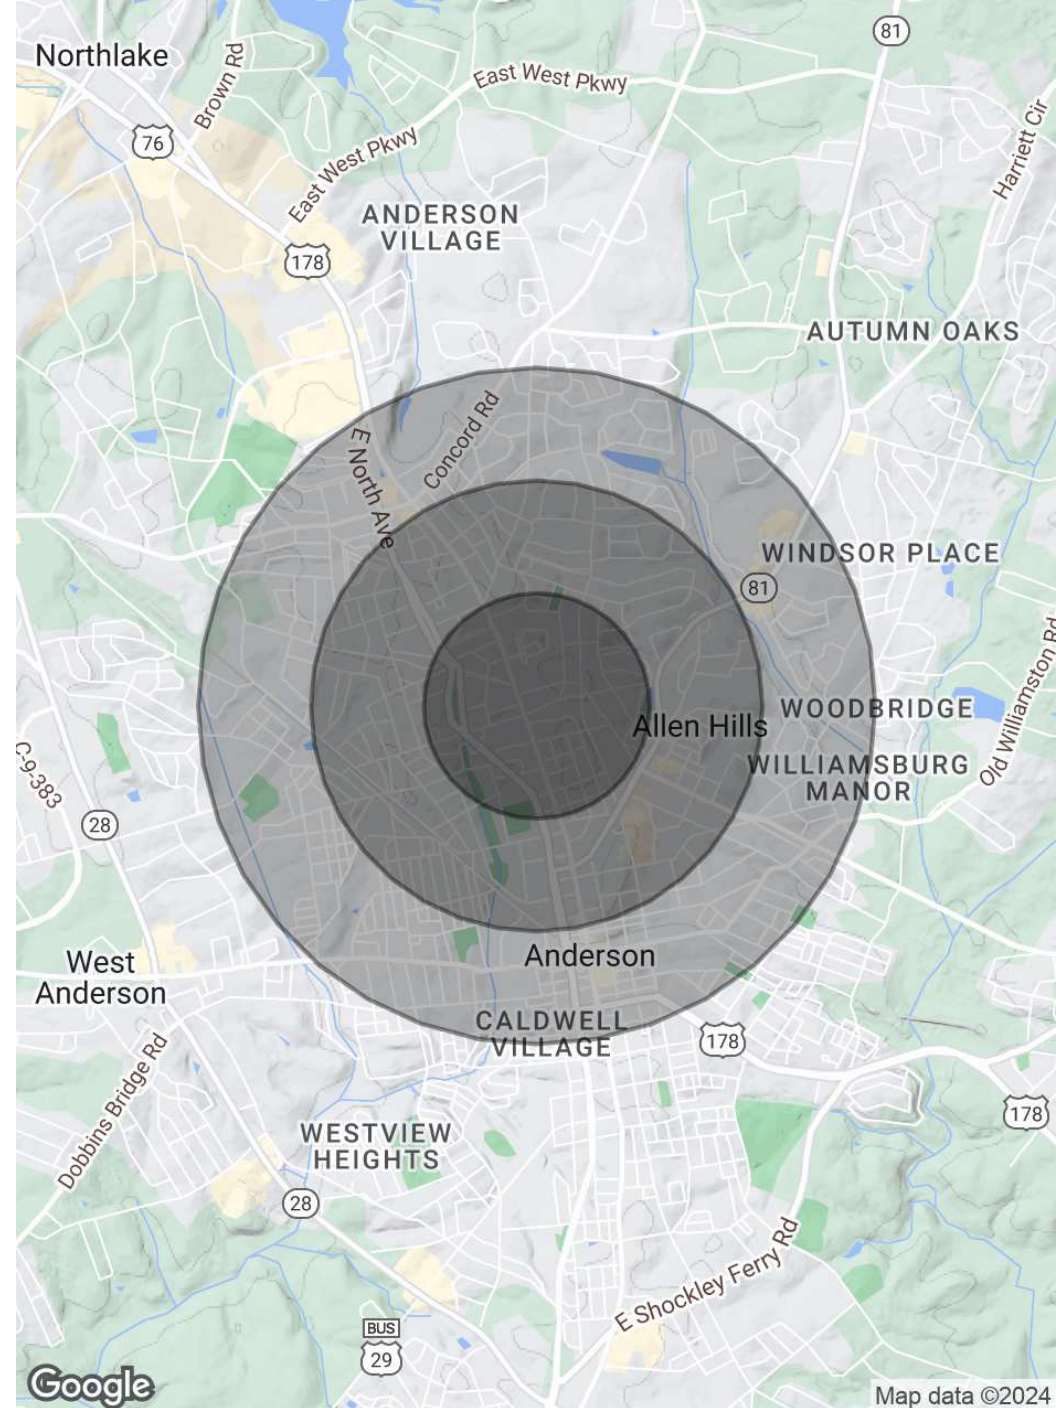 81
Northlake
Brown Rd
East West Pkwy
76
East West Pkwy
Harriett Cir
ANDERSON
VILLAGE
178
AUTUMN OAKS
Concord Rd
E North Ave
WINDSOR PLACE
81
Old Williamston Rd
WOODBRIDGE
Allen Hills
WILLIAMSBURG
MANOR
C-9-383
28
West
Anderson
Anderson
CALDWELL
VILLAGE
178
Dobbins Bridge Rd
178
WESTVIEW
HEIGHTS
28
E Shockley Ferry Rd
BUS
29
Google
Map data ©2024